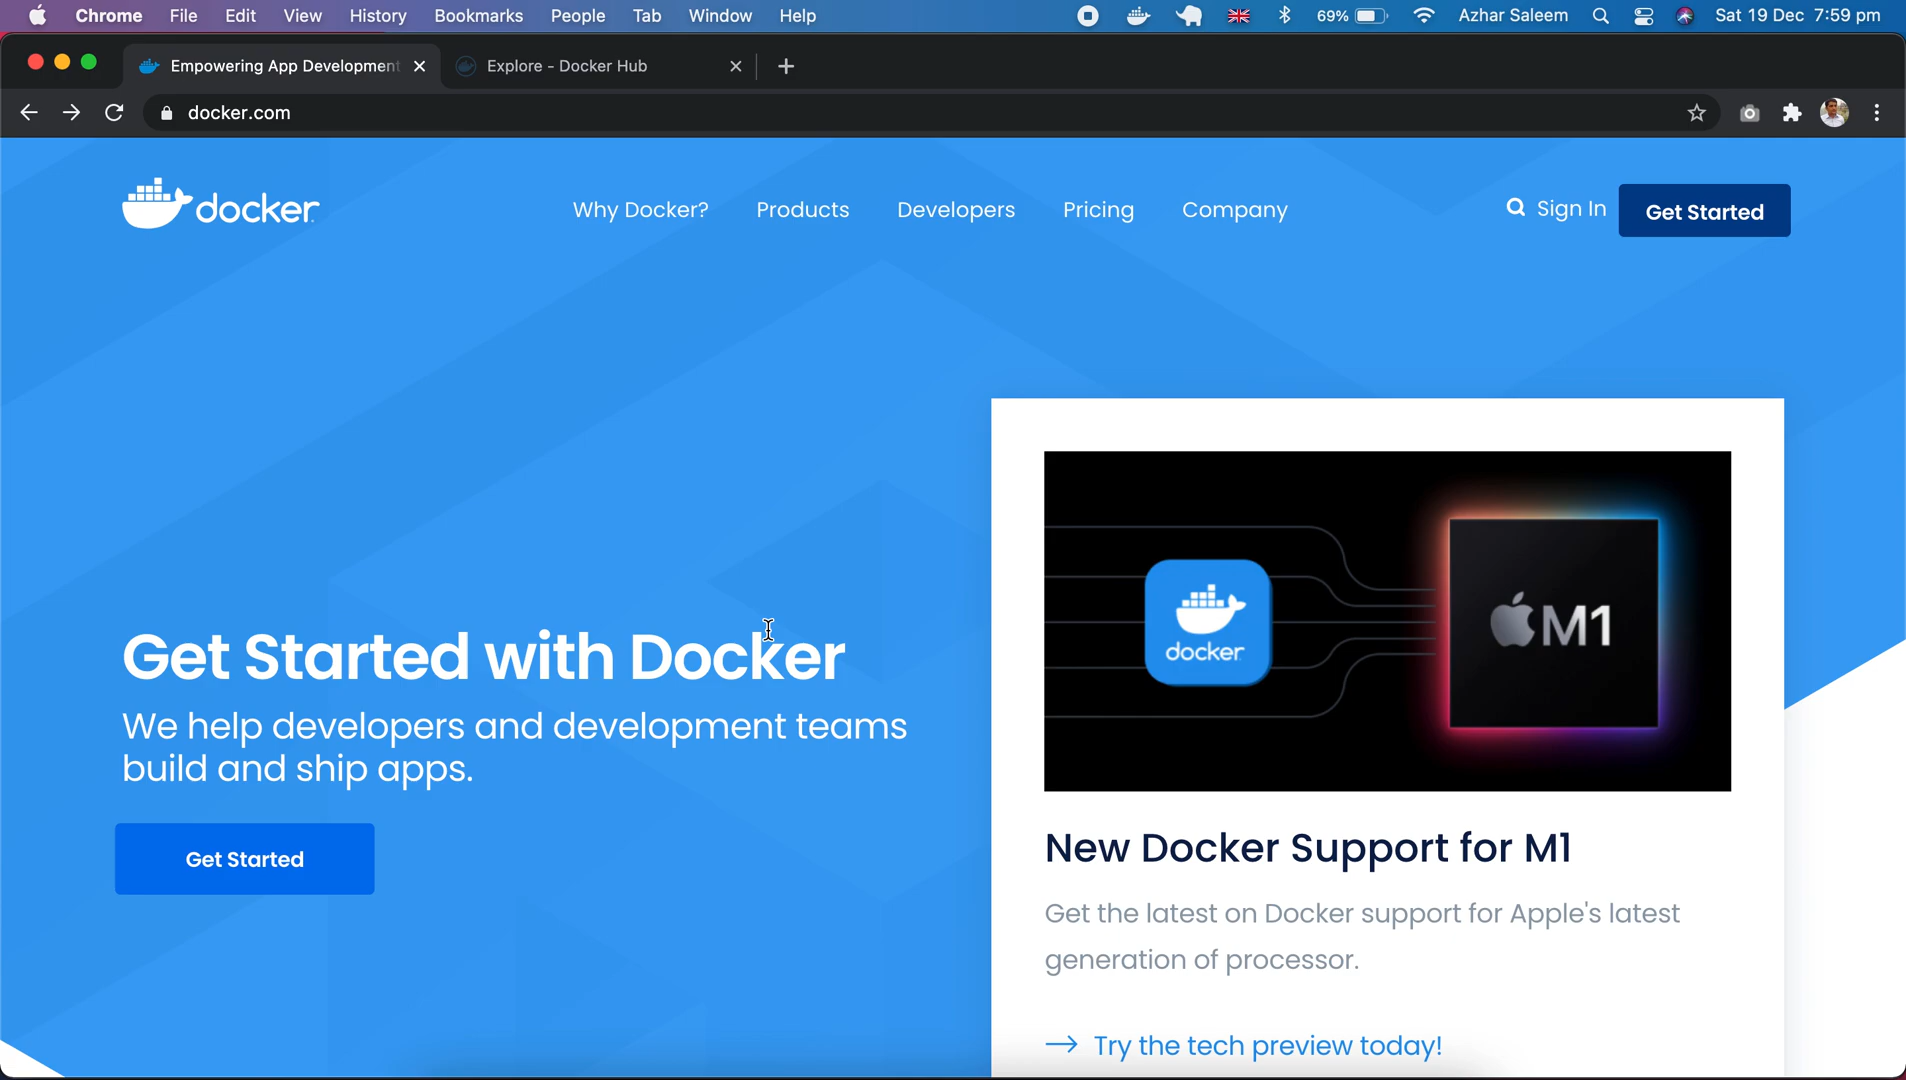 Chrome File Edit View History Bookmarks People Tab Window Help 69% Azhar Saleem Sat 19 Dec 7:59 pm
Empowering App Development Explore - Docker Hub
docker.com
docker Why Docker? Products Developers Pricing Company Sign In Get Started
Get Started with Docker
We help developers and development teams
build and ship apps.
Get Started
docker
M1
New Docker Support for M1
Get the latest on Docker support for Apple's latest
generation of processor.
→ Try the tech preview today!